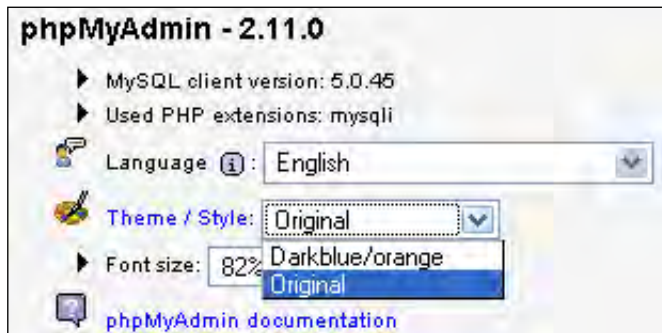 phpMyAdmin - 2.11.0
MySQL client version: 5.0.45
Used PHP extensions: mysqli
Language (i) : English
Theme / Style: Original
Darkblue/orange
Original
Font size: 82%
phpMyAdmin documentation